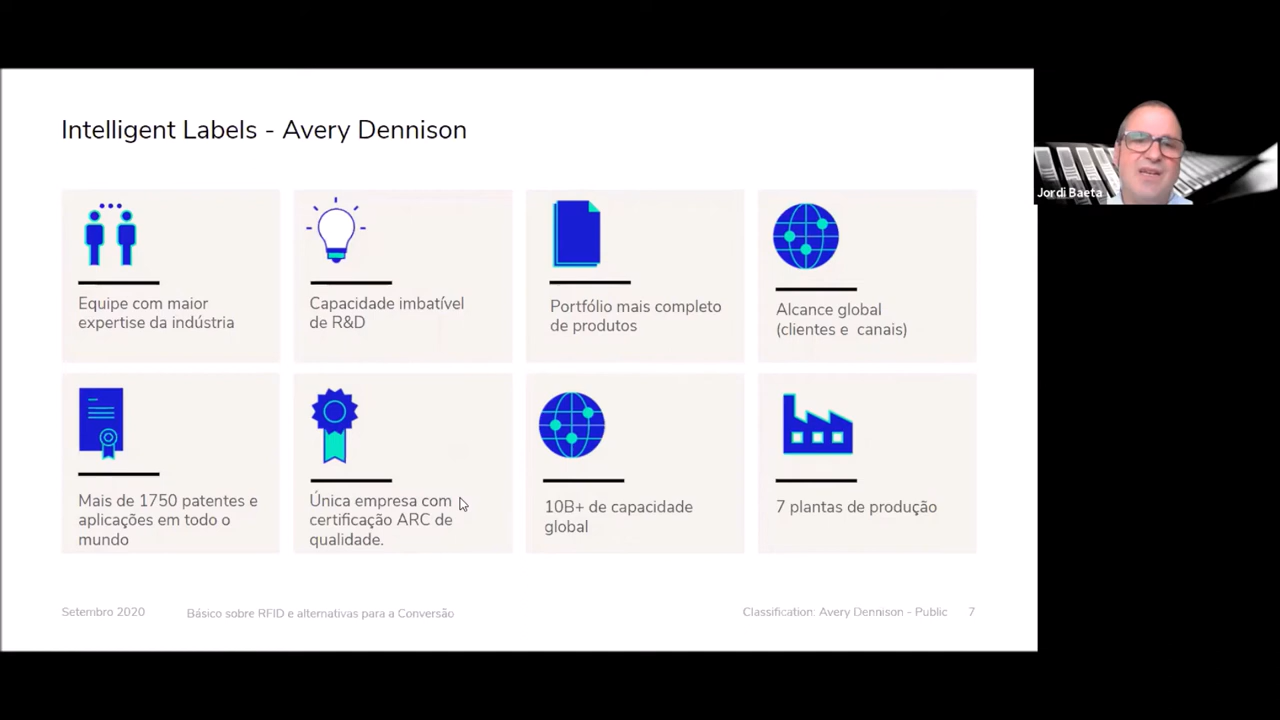 Intelligent Labels - Avery Dennison
Jordi Baeta
Equipe com maior
expertise da indústria
Capacidade imbatível
de R&D
Portfólio mais completo
de produtos
Alcance global
(clientes e canais)
Mais de 1750 patentes e
aplicações em todo o
mundo
Única empresa com
certificação ARC de
qualidade.
10B+ de capacidade
global
7 plantas de produção
Setembro 2020
Básico sobre RFID e alternativas para a Conversão
Classification: Avery Dennison - Public
7